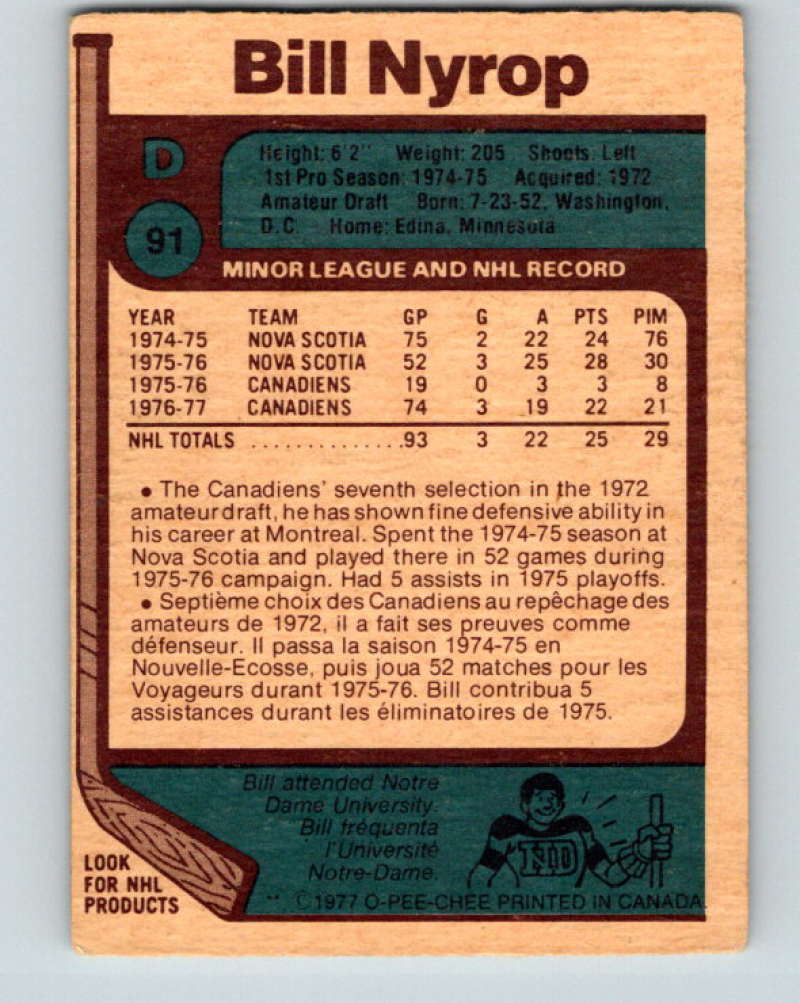 Bill Nyrop
D
91
Height: 6'2" Weight: 205 Shoots: Left
1st Pro Season: 1974-75 Acquired: 1972
Amateur Draft Born: 7-23-52, Washington,
D.C. Home: Edina, Minnesota
MINOR LEAGUE AND NHL RECORD
YEAR TEAM GP G A PTS PIM
1974-75 NOVA SCOTIA 75 2 22 24 76
1975-76 NOVA SCOTIA 52 3 25 28 30
1975-76 CANADIENS 19 0 3 3 8
1976-77 CANADIENS 74 3 19 22 21
NHL TOTALS ..............93 3 22 25 29
• The Canadiens' seventh selection in the 1972
amateur draft, he has shown fine defensive ability in
his career at Montreal. Spent the 1974-75 season at
Nova Scotia and played there in 52 games during
1975-76 campaign. Had 5 assists in 1975 playoffs.
• Septième choix des Canadiens au repêchage des
amateurs de 1972, il a fait ses preuves comme
défenseur. Il passa la saison 1974-75 en
Nouvelle-Ecosse, puis joua 52 matches pour les
Voyageurs durant 1975-76. Bill contribua 5
assistances durant les éliminatoires de 1975.
Bill attended Notre
Dame University.
Bill fréquenta
l'Université
Notre-Dame.
ND
LOOK
FOR NHL
PRODUCTS
©1977 O-PEE-CHEE PRINTED IN CANADA